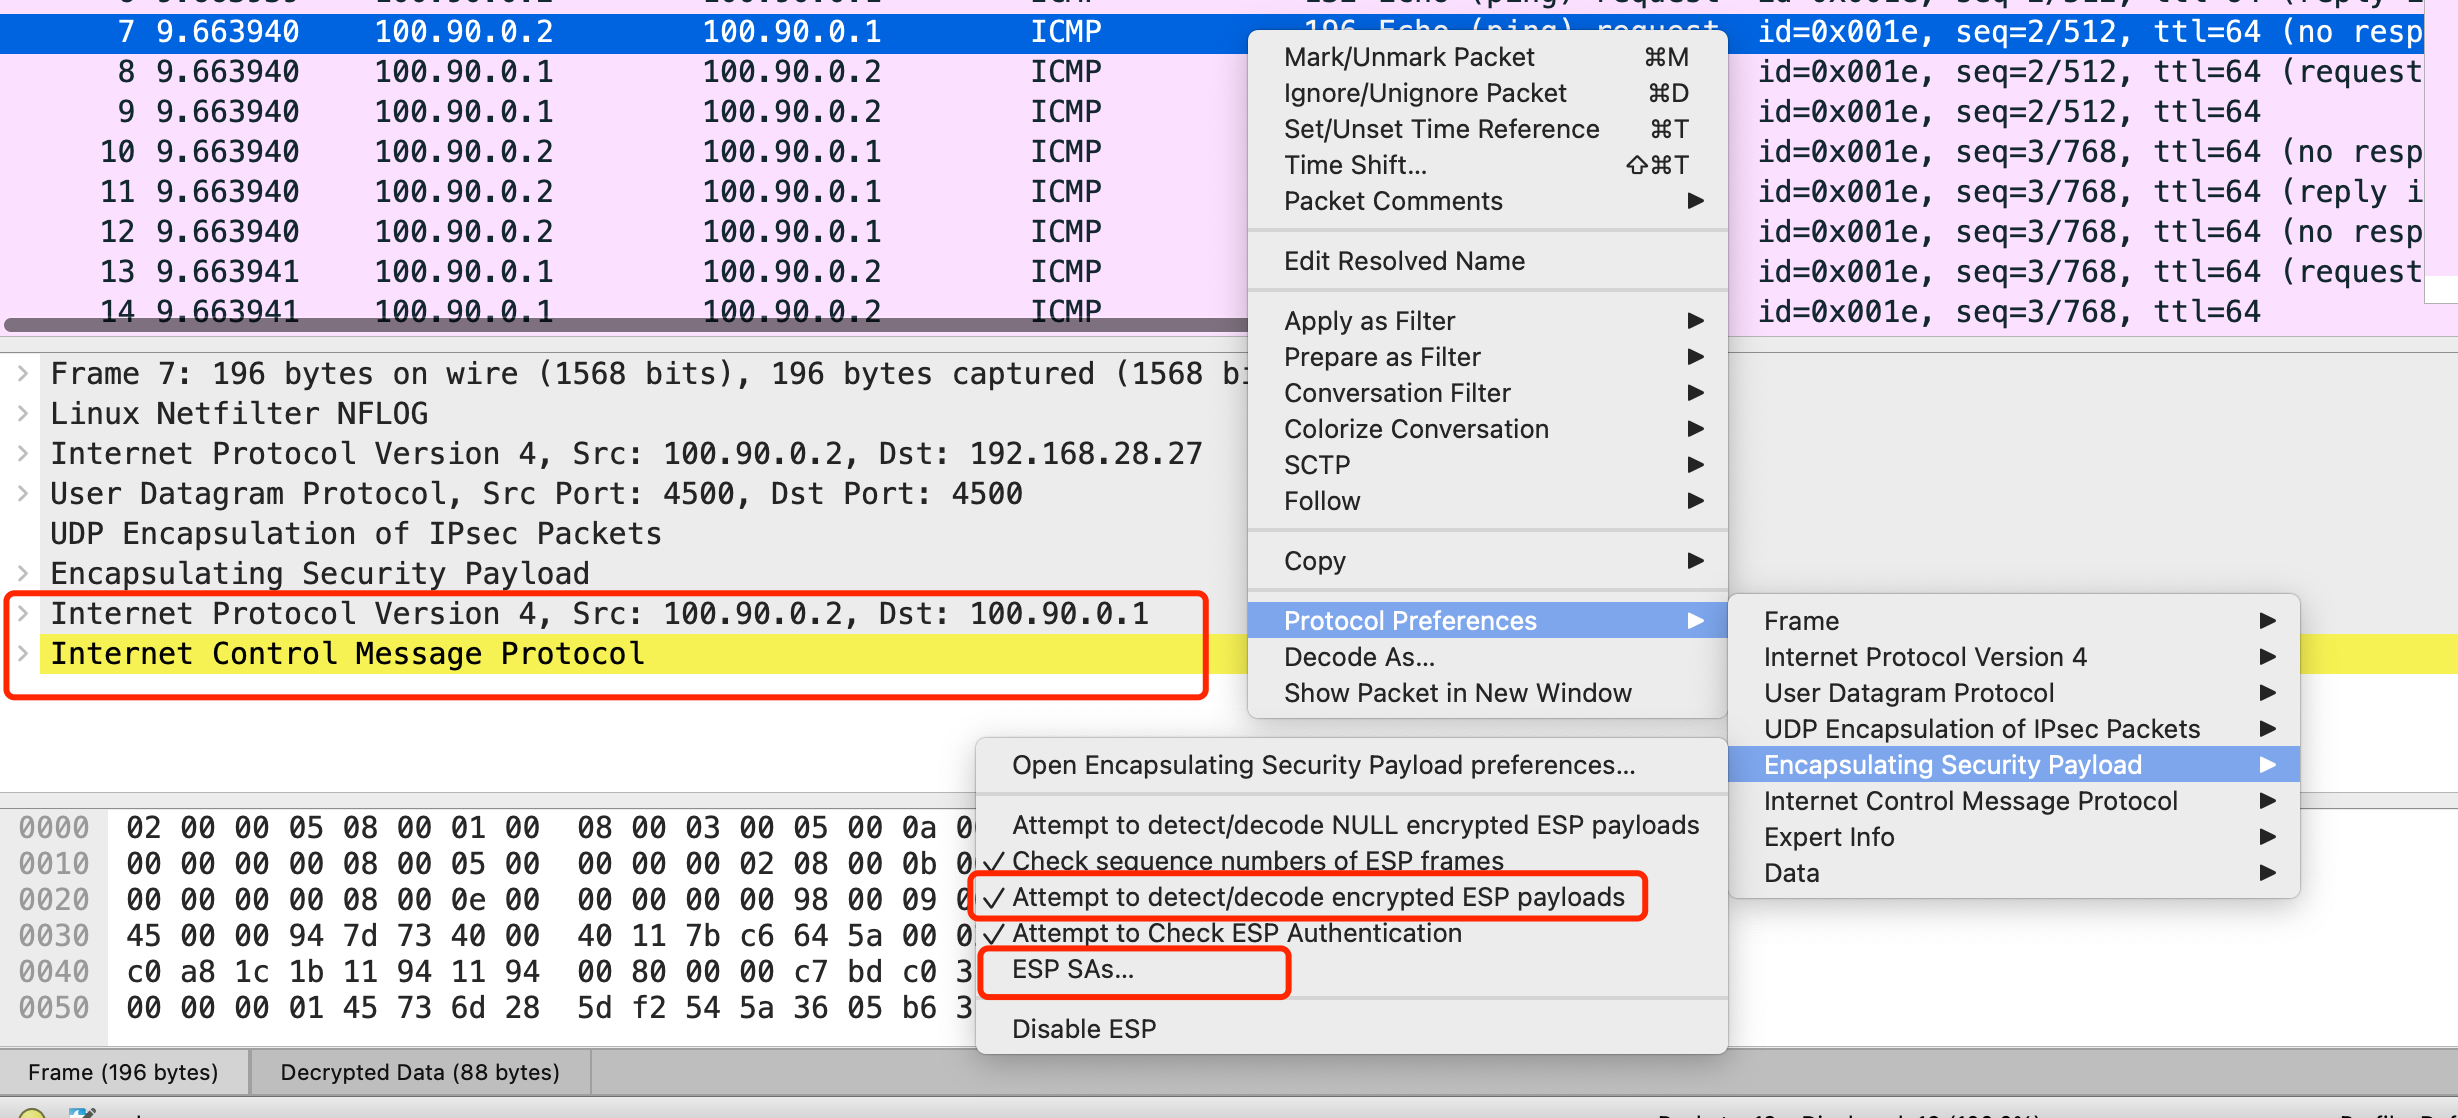 7 9.663940 100.90.0.2 100.90.0.1 ICMP 196 Echo (ping) request id=0x001e, seq=2/512, ttl=64 (no resp
8 9.663940 100.90.0.1 100.90.0.2 ICMP id=0x001e, seq=2/512, ttl=64 (request
9 9.663940 100.90.0.1 100.90.0.2 ICMP id=0x001e, seq=2/512, ttl=64
10 9.663940 100.90.0.2 100.90.0.1 ICMP id=0x001e, seq=3/768, ttl=64 (no resp
11 9.663940 100.90.0.2 100.90.0.1 ICMP id=0x001e, seq=3/768, ttl=64 (reply i
12 9.663940 100.90.0.2 100.90.0.1 ICMP id=0x001e, seq=3/768, ttl=64 (no resp
13 9.663941 100.90.0.1 100.90.0.2 ICMP id=0x001e, seq=3/768, ttl=64 (request
14 9.663941 100.90.0.1 100.90.0.2 ICMP id=0x001e, seq=3/768, ttl=64
Mark/Unmark Packet ⌘M
Ignore/Unignore Packet ⌘D
Set/Unset Time Reference ⌘T
Time Shift... ⇧⌘T
Packet Comments
Edit Resolved Name
Apply as Filter
Prepare as Filter
Conversation Filter
Colorize Conversation
SCTP
Follow
Copy
Protocol Preferences
Decode As...
Show Packet in New Window
Frame 7: 196 bytes on wire (1568 bits), 196 bytes captured (1568 bi
Linux Netfilter NFLOG
Internet Protocol Version 4, Src: 100.90.0.2, Dst: 192.168.28.27
User Datagram Protocol, Src Port: 4500, Dst Port: 4500
UDP Encapsulation of IPsec Packets
Encapsulating Security Payload
Internet Protocol Version 4, Src: 100.90.0.2, Dst: 100.90.0.1
Internet Control Message Protocol
Frame
Internet Protocol Version 4
User Datagram Protocol
UDP Encapsulation of IPsec Packets
Encapsulating Security Payload
Internet Control Message Protocol
Expert Info
Data
Open Encapsulating Security Payload preferences...
Attempt to detect/decode NULL encrypted ESP payloads
✓ Check sequence numbers of ESP frames
✓ Attempt to detect/decode encrypted ESP payloads
✓ Attempt to Check ESP Authentication
ESP SAs...
Disable ESP
0000 02 00 00 05 08 00 01 00 08 00 03 00 05 00 0a 0
0010 00 00 00 00 08 00 05 00 00 00 00 02 08 00 0b 0
0020 00 00 00 00 08 00 0e 00 00 00 00 00 98 00 09 0
0030 45 00 00 94 7d 73 40 00 40 11 7b c6 64 5a 00 0
0040 c0 a8 1c 1b 11 94 11 94 00 80 00 00 c7 bd c0 3
0050 00 00 00 01 45 73 6d 28 5d f2 54 5a 36 05 b6 3
Frame (196 bytes) Decrypted Data (88 bytes)